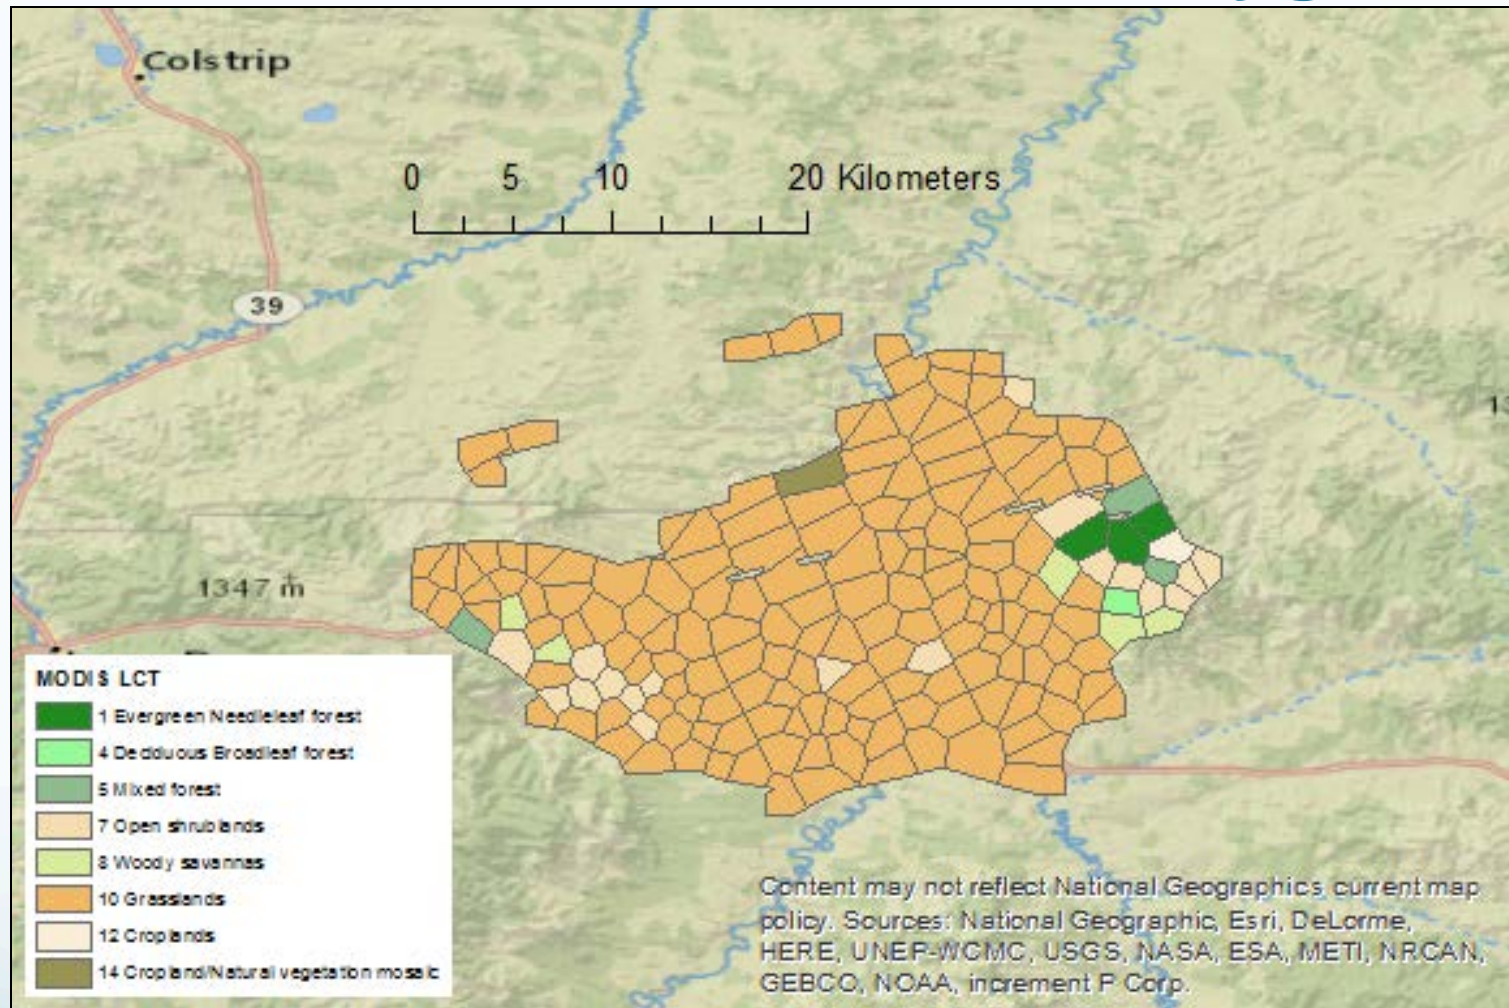 Colstrip
0 5 10 20 Kilometers
39
1347 m
MODIS LCT
1 Evergreen Needleleaf forest
4 Deciduous Broadleaf forest
5 Mixed forest
7 Open shrublands
8 Woody savannas
10 Grasslands
12 Croplands
14 Cropland/Natural vegetation mosaic
Content may not reflect National Geographics current map
policy. Sources: National Geographic, Esri, DeLorme,
HERE, UNEP-WCMC, USGS, NASA, ESA, METI, NRCAN,
GEBCO, NOAA, increment P Corp.